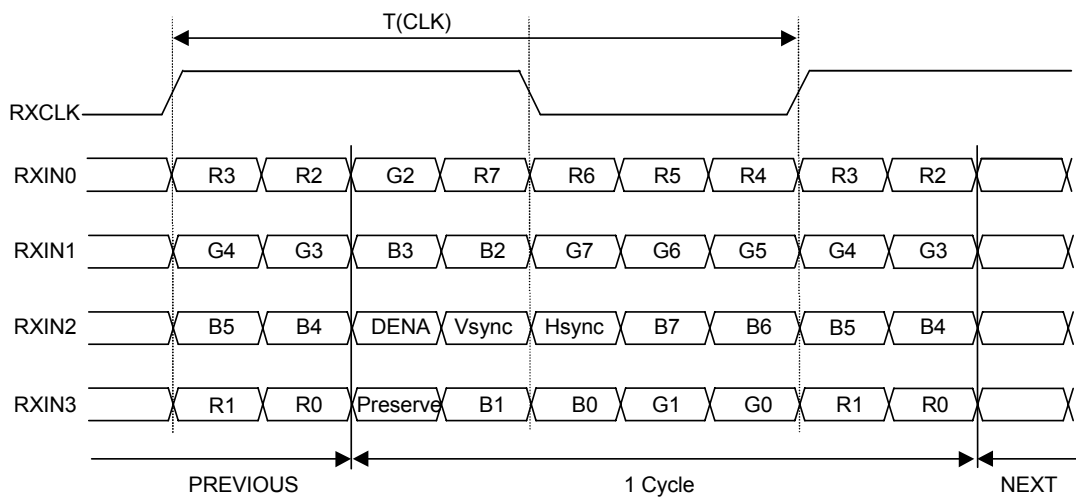 T(CLK)
RXCLK
RXIN0 R3 R2 G2 R7 R6 R5 R4 R3 R2
RXIN1 G4 G3 B3 B2 G7 G6 G5 G4 G3
RXIN2 B5 B4 DENA Vsync Hsync B7 B6 B5 B4
RXIN3 R1 R0 Preserve B1 B0 G1 G0 R1 R0
PREVIOUS 1 Cycle NEXT